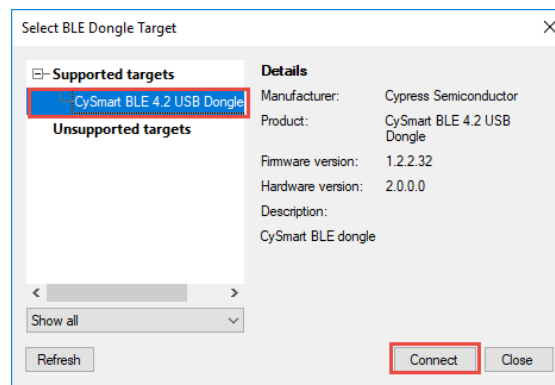 Select BLE Dongle Target
Supported targets
CySmart BLE 4.2 USB Dongle
Unsupported targets
Show all
Refresh
Details
Manufacturer: Cypress Semiconductor
Product: CySmart BLE 4.2 USB
Dongle
Firmware version: 1.2.2.32
Hardware version: 2.0.0.0
Description:
CySmart BLE dongle
Connect
Close